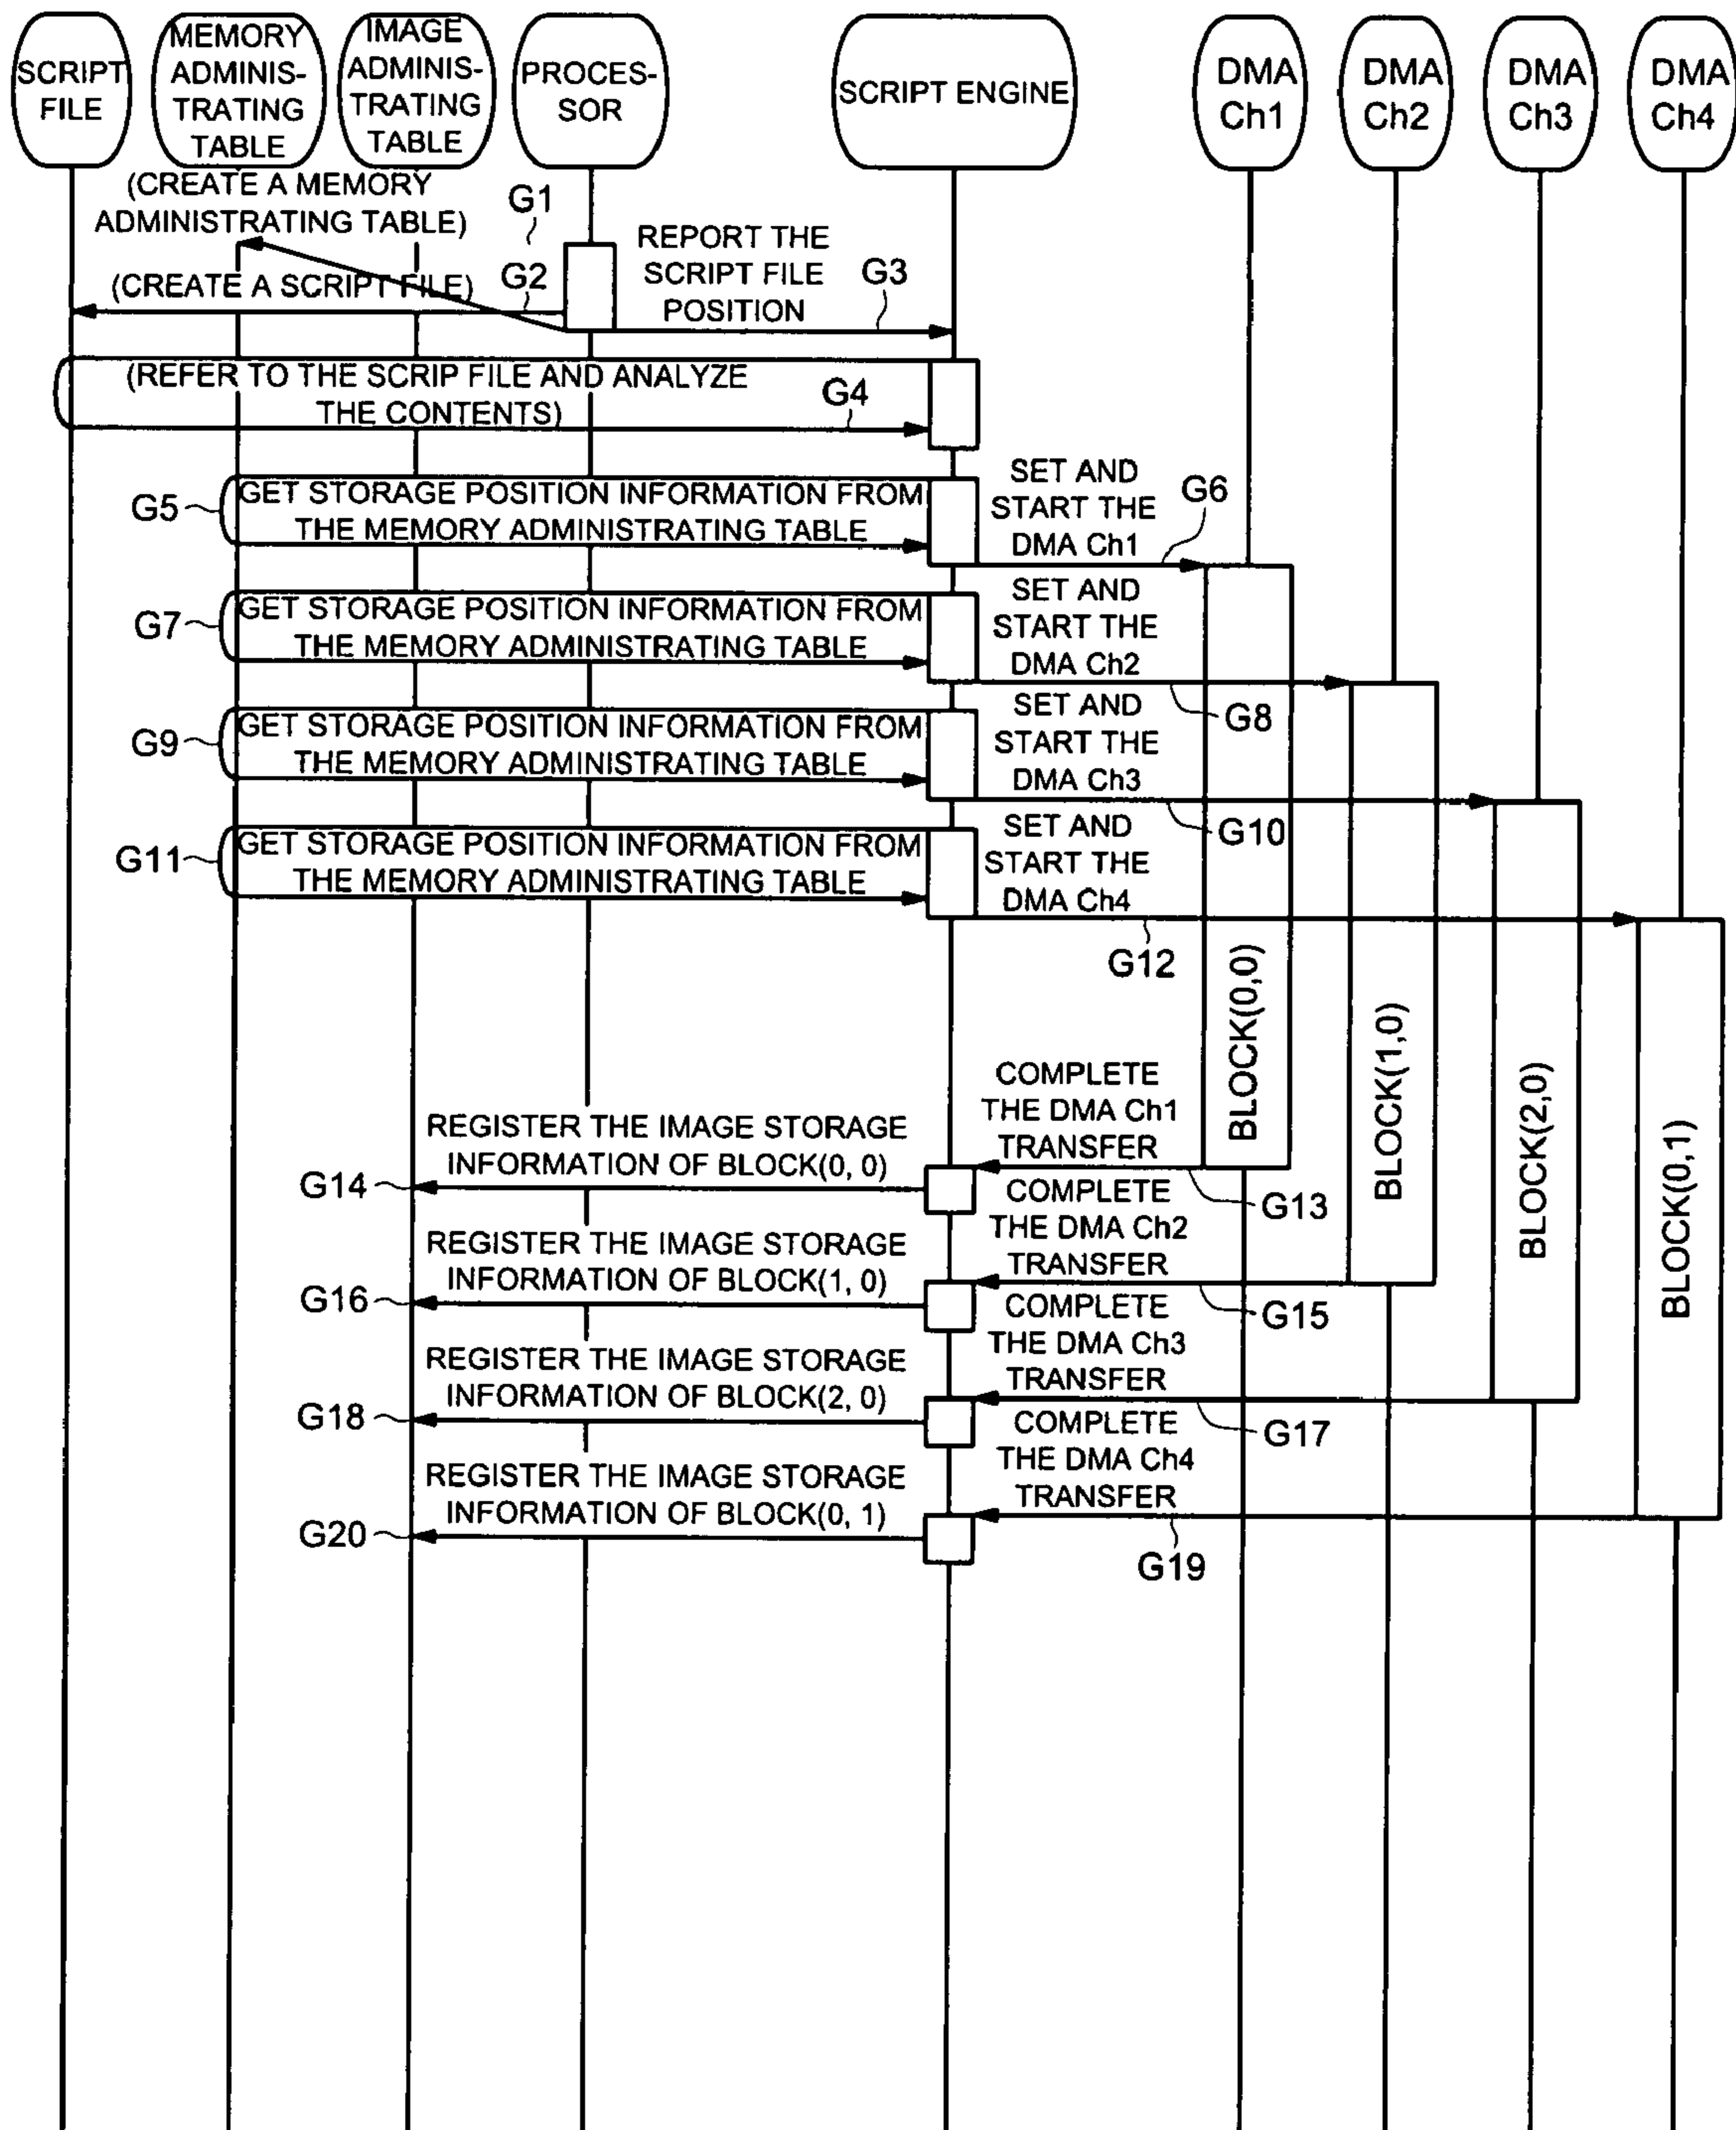 SCRIPT
FILE
MEMORY
ADMINIS-
TRATING
TABLE
IMAGE
ADMINIS-
TRATING
TABLE
PROCES-
SOR
SCRIPT ENGINE
DMA
Ch1
DMA
Ch2
DMA
Ch3
DMA
Ch4
(CREATE A MEMORY
ADMINISTRATING TABLE)
G1
(CREATE A SCRIPT FILE)
G2
REPORT THE
SCRIPT FILE
POSITION
G3
(REFER TO THE SCRIP FILE AND ANALYZE
THE CONTENTS)
G4
G5
GET STORAGE POSITION INFORMATION FROM
THE MEMORY ADMINISTRATING TABLE
SET AND
START THE
DMA Ch1
G6
G7
GET STORAGE POSITION INFORMATION FROM
THE MEMORY ADMINISTRATING TABLE
SET AND
START THE
DMA Ch2
G8
G9
GET STORAGE POSITION INFORMATION FROM
THE MEMORY ADMINISTRATING TABLE
SET AND
START THE
DMA Ch3
G10
G11
GET STORAGE POSITION INFORMATION FROM
THE MEMORY ADMINISTRATING TABLE
SET AND
START THE
DMA Ch4
G12
BLOCK(0,0)
BLOCK(1,0)
BLOCK(2,0)
BLOCK(0,1)
COMPLETE
THE DMA Ch1
TRANSFER
G13
REGISTER THE IMAGE STORAGE
INFORMATION OF BLOCK(0, 0)
G14
COMPLETE
THE DMA Ch2
TRANSFER
G15
REGISTER THE IMAGE STORAGE
INFORMATION OF BLOCK(1, 0)
G16
COMPLETE
THE DMA Ch3
TRANSFER
G17
REGISTER THE IMAGE STORAGE
INFORMATION OF BLOCK(2, 0)
G18
COMPLETE
THE DMA Ch4
TRANSFER
G19
REGISTER THE IMAGE STORAGE
INFORMATION OF BLOCK(0, 1)
G20